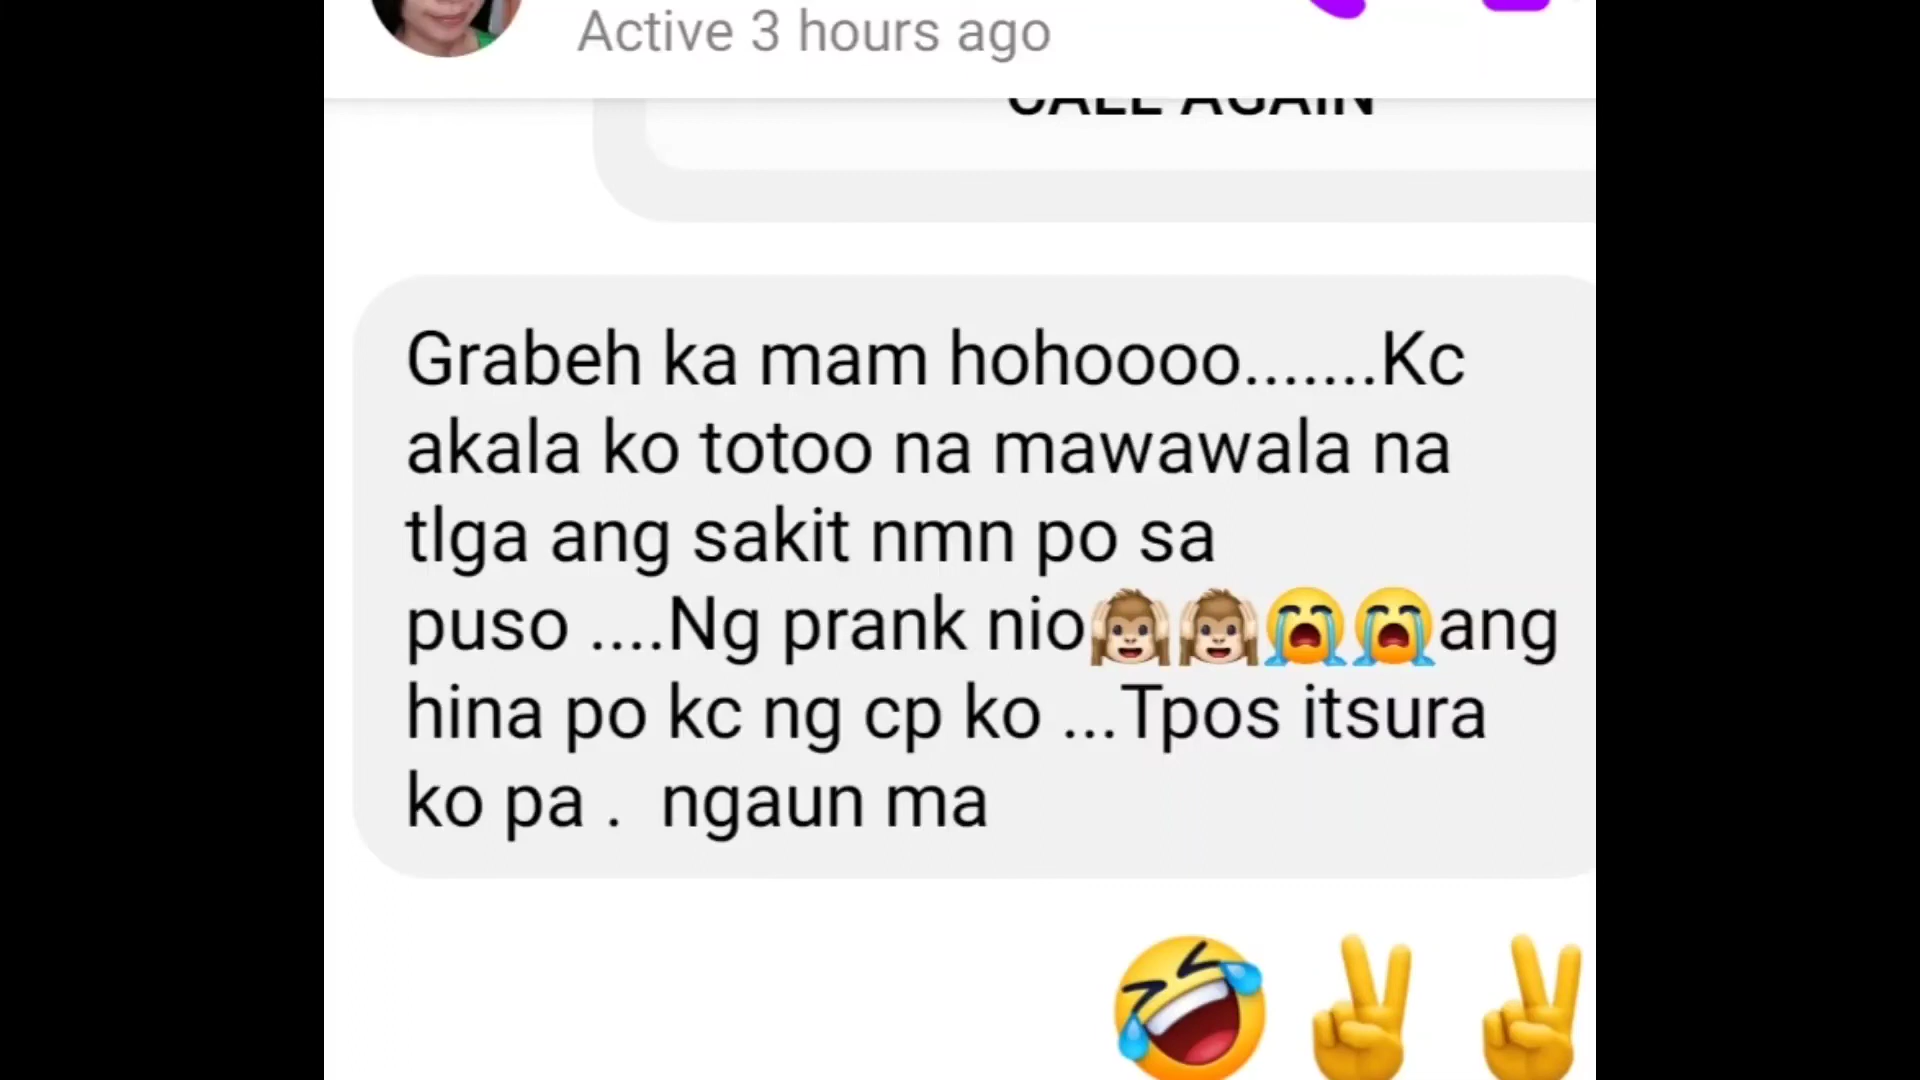 Active 3 hours ago
CALL AGAIN
Grabeh ka mam hohoooo.......Kc
akala ko totoo na mawawala na
tlga ang sakit nmn po sa
puso ....Ng prank nio🙉🙉😭😭ang
hina po kc ng cp ko ...Tpos itsura
ko pa .  ngaun ma
🤣✌✌